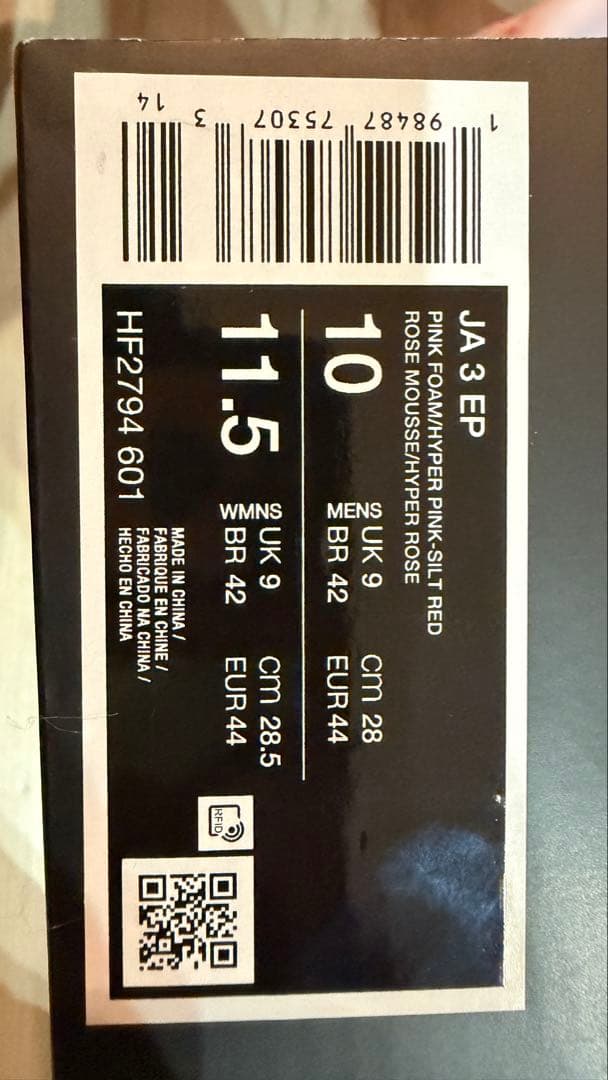 JA 3 EP
PINK FOAM/HYPER PINK-SILT RED
ROSE MOUSSE/HYPER ROSE
10
MENS
UK 9 CM 28
BR 42 EUR 44
11.5
WMNS
UK 9 CM 28.5
BR 42 EUR 44
HF2794 601
MADE IN CHINA /
FABRIQUE EN CHINE /
FABRICADO NA CHINA /
HECHO EN CHINA
RFID
1 98487 75307 3 14